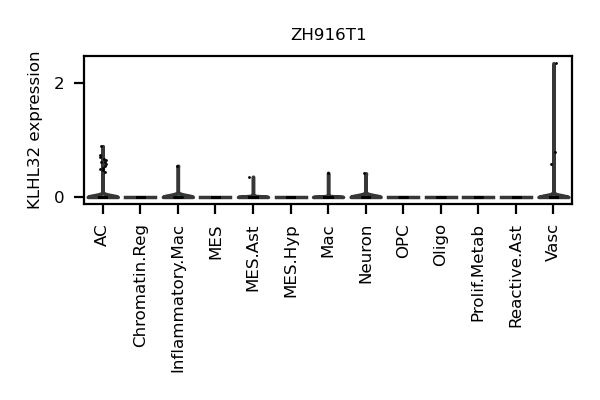 ZH916T1
KLHL32 expression
2
0
AC
Chromatin.Reg
Inflammatory.Mac
MES
MES.Ast
MES.Hyp
Mac
Neuron
OPC
Oligo
Prolif.Metab
Reactive.Ast
Vasc